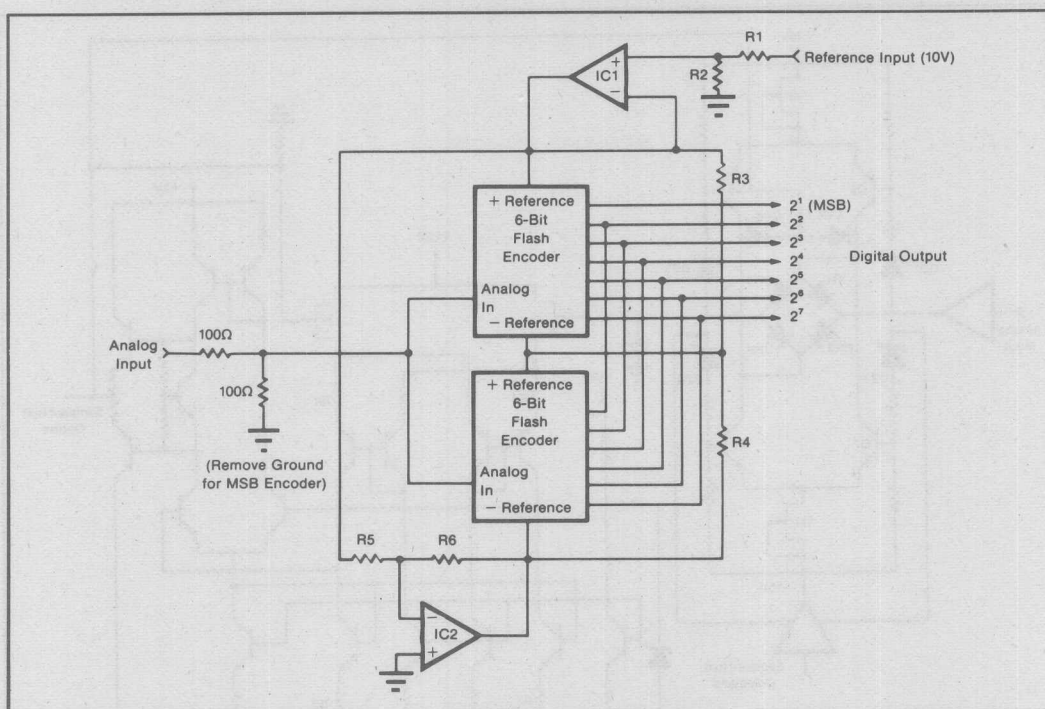 R1
Reference Input (10V)
R2
+
IC1
−
R3
+ Reference
6-Bit
Flash
Encoder
Analog
In
− Reference
2¹ (MSB)
2²
2³
2⁴
2⁵
2⁶
2⁷
Digital Output
100Ω
Analog
Input
100Ω
(Remove Ground
for MSB Encoder)
+ Reference
6-Bit
Flash
Encoder
Analog
In
− Reference
R4
R5
R6
−
IC2
+